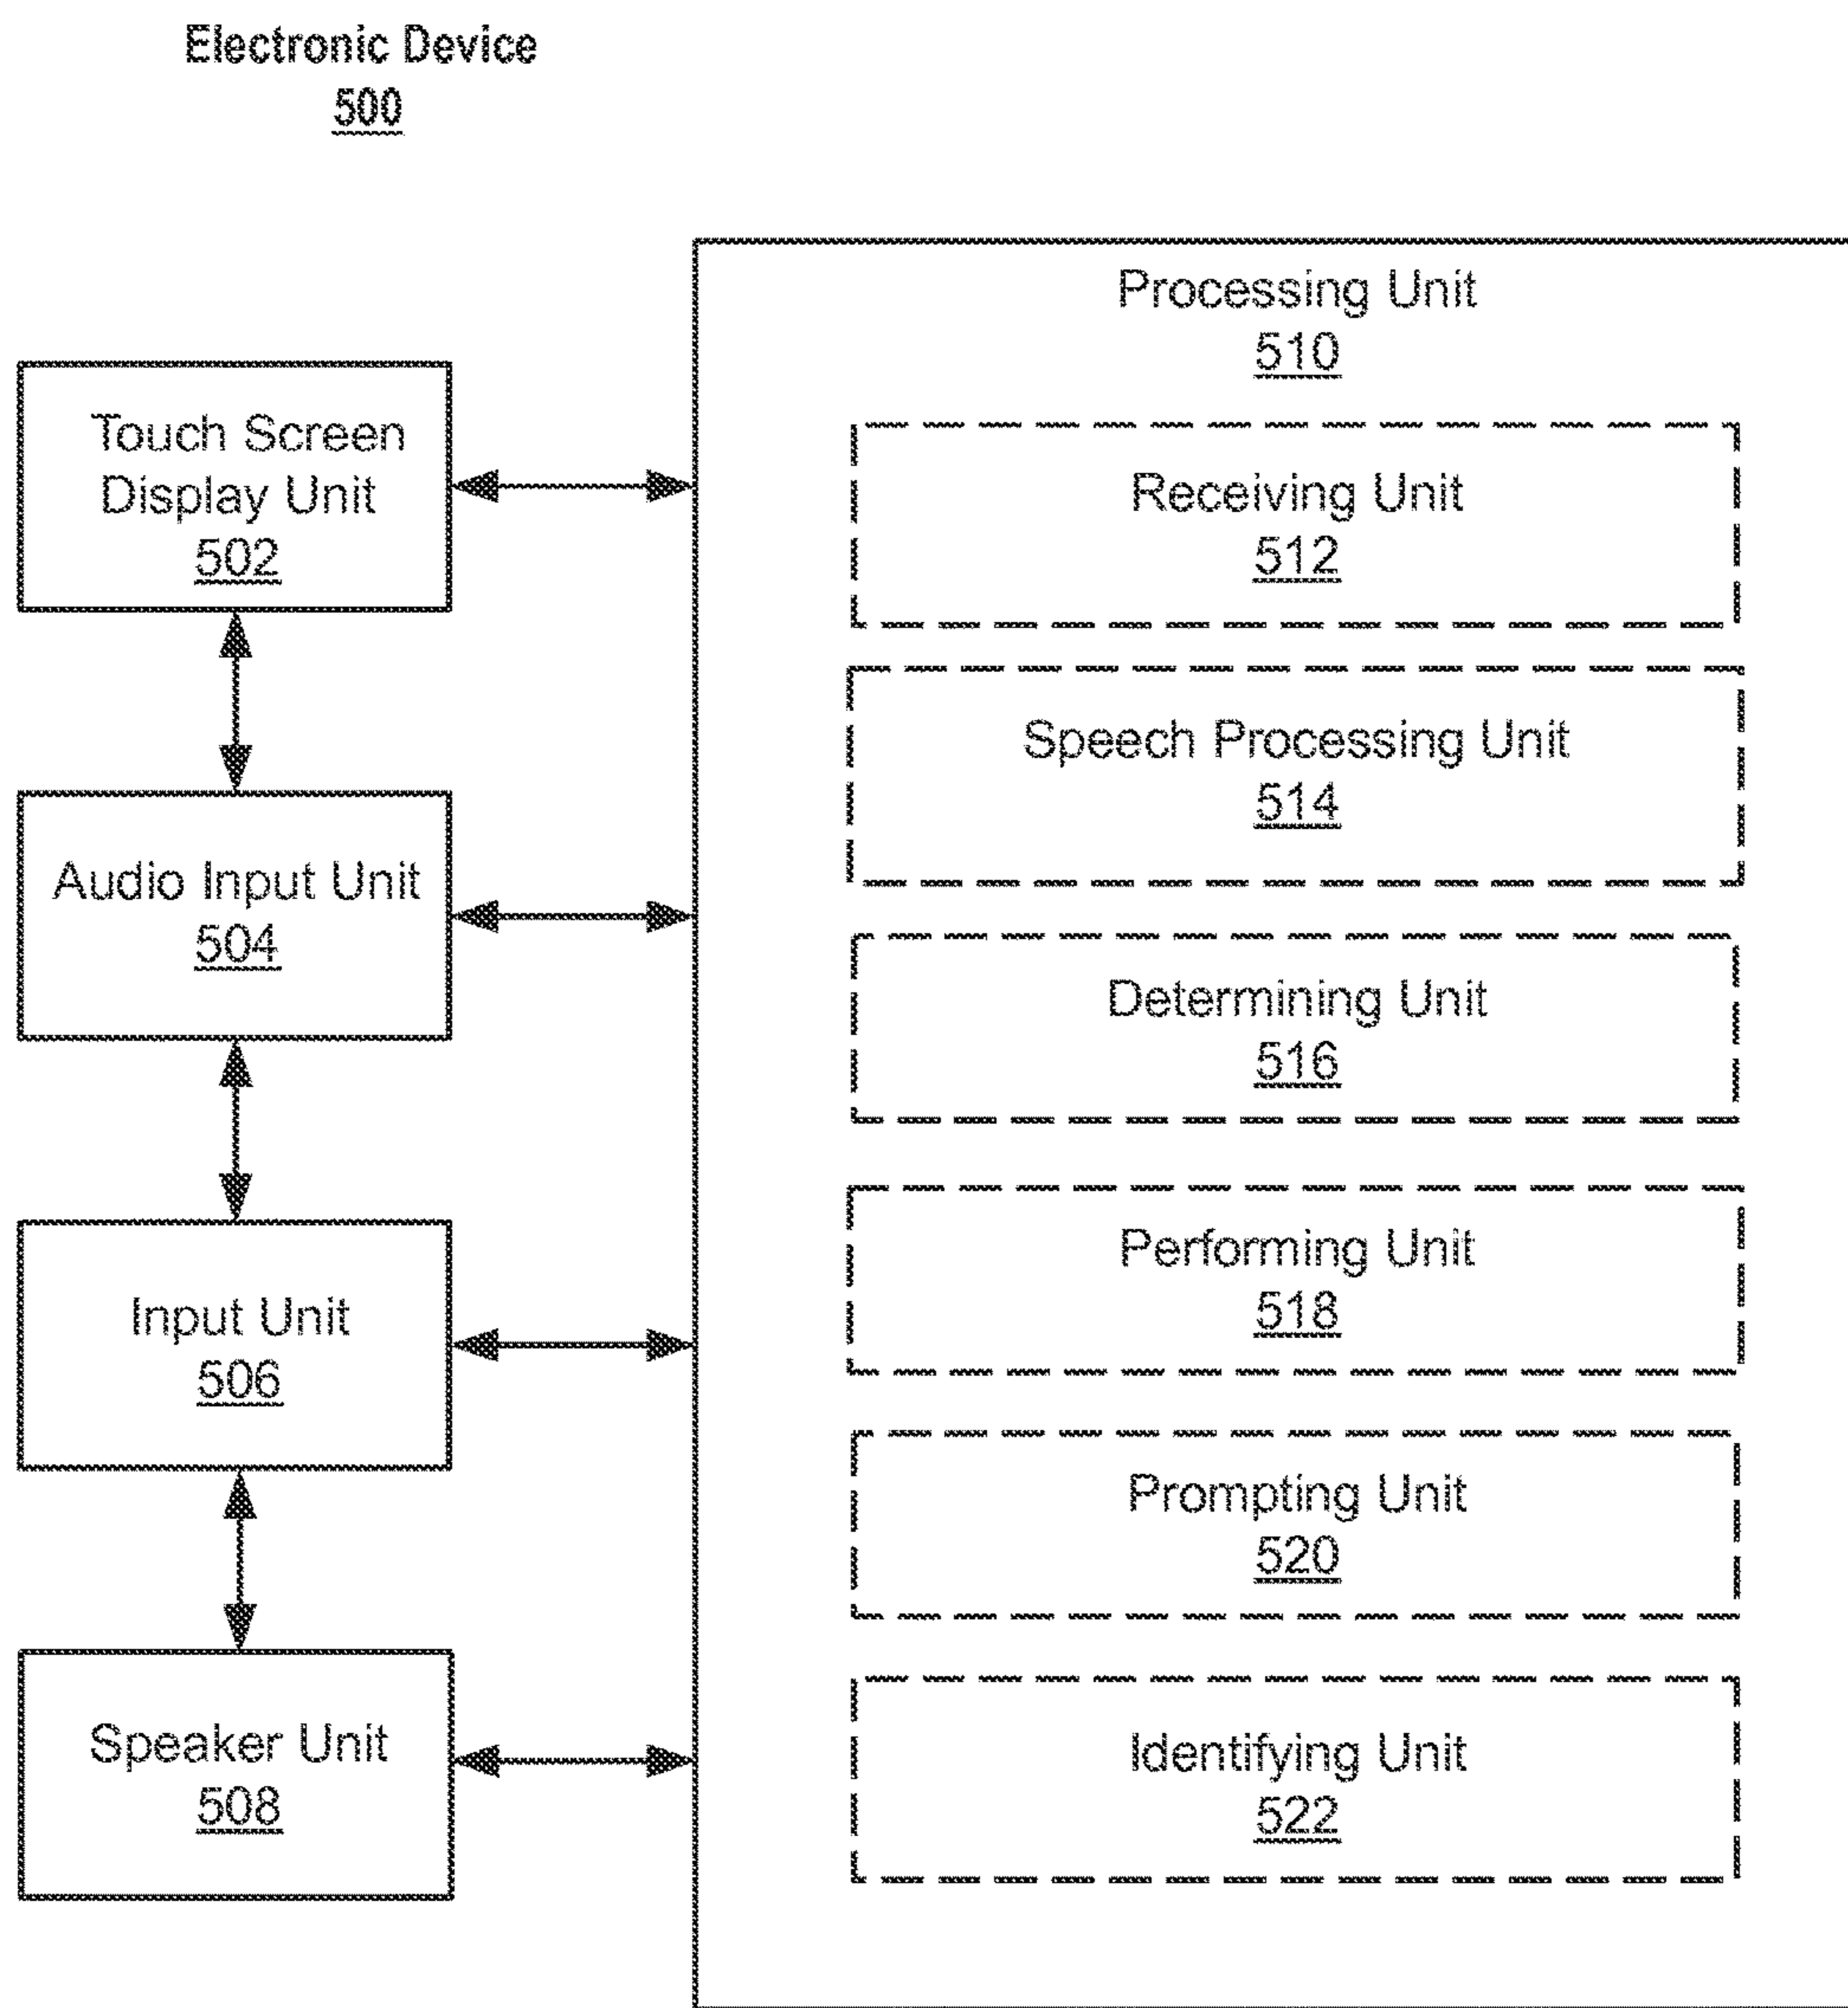 Electronic Device
500
Processing Unit
510
Touch Screen
Display Unit
502
Audio Input Unit
504
Input Unit
506
Speaker Unit
508
Receiving Unit
512
Speech Processing Unit
514
Determining Unit
516
Performing Unit
518
Prompting Unit
520
Identifying Unit
522